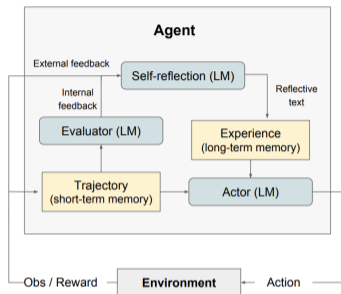 Agent
External feedback
Self-reflection (LM)
Internal
feedback
Reflective
text
Evaluator (LM)
Experience
(long-term memory)
Trajectory
(short-term memory)
Actor (LM)
Obs / Reward
Environment
Action